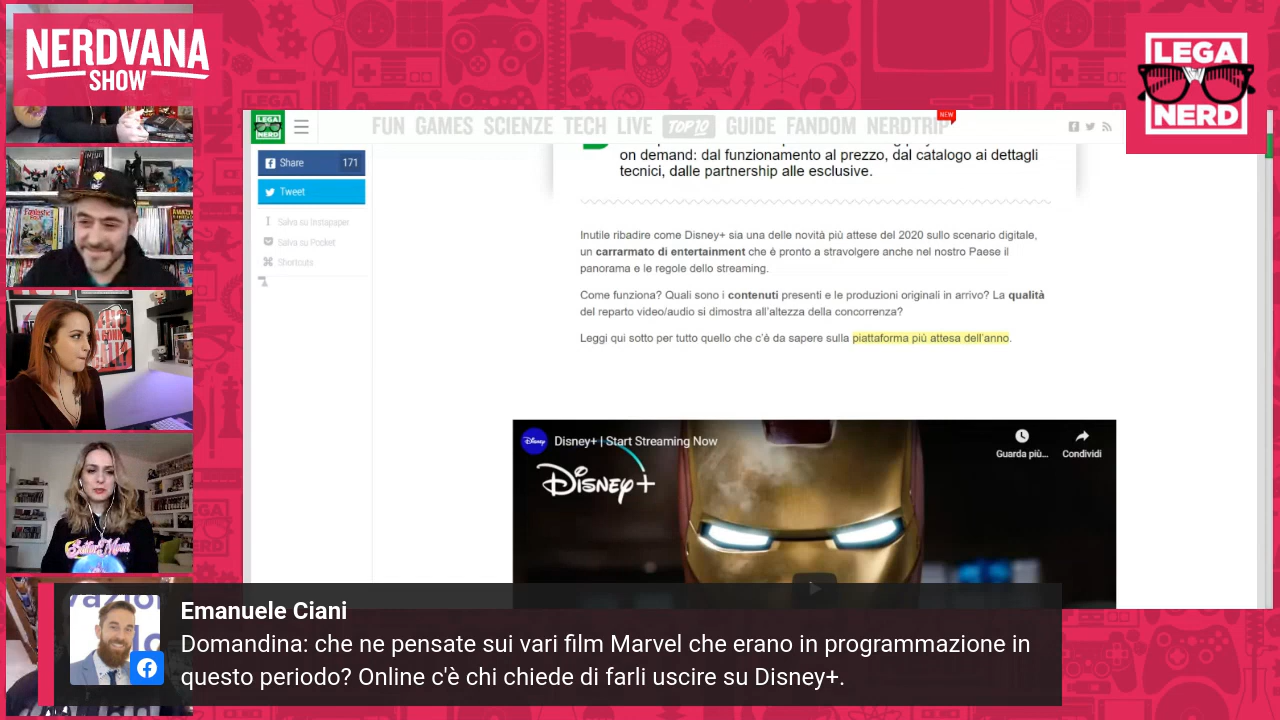 NERDVANA
SHOW
LEGA
NERD
LEGA
NERD
FUN GAMES SCIENZE TECH LIVE TOP10 GUIDE FANDOM NERDTRIP
NEW
Share 171
Tweet
Salva su Instapaper
Salva su Pocket
Shortcuts
on demand: dal funzionamento al prezzo, dal catalogo ai dettagli
tecnici, dalle partnership alle esclusive.
Inutile ribadire come Disney+ sia una delle novità più attese del 2020 sullo scenario digitale,
un carrarmato di entertainment che è pronto a stravolgere anche nel nostro Paese il
panorama e le regole dello streaming.
Come funziona? Quali sono i contenuti presenti e le produzioni originali in arrivo? La qualità
del reparto video/audio si dimostra all'altezza della concorrenza?
Leggi qui sotto per tutto quello che c'è da sapere sulla piattaforma più attesa dell'anno.
Disney+ | Start Streaming Now
Guarda più... Condividi
Disney+
Sailor Moon
Emanuele Ciani
Domandina: che ne pensate sui vari film Marvel che erano in programmazione in
questo periodo? Online c'è chi chiede di farli uscire su Disney+.